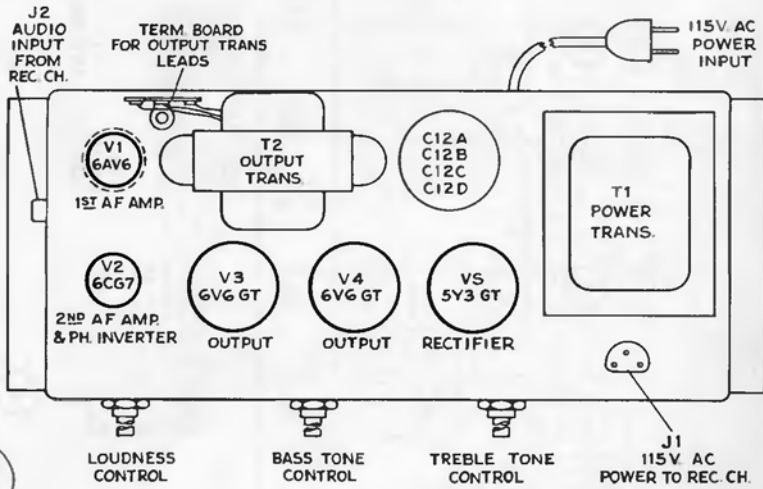 J2
AUDIO
INPUT
FROM
REC. CH.
TERM. BOARD
FOR OUTPUT TRANS
LEADS
115V. AC
POWER
INPUT
V1
6AV6
1ST AF AMP.
T2
OUTPUT
TRANS.
C12A
C12B
C12C
C12D
T1
POWER
TRANS.
V2
6CG7
2ND AF AMP.
& PH. INVERTER
V3
6V6 GT
OUTPUT
V4
6V6 GT
OUTPUT
V5
5Y3 GT
RECTIFIER
LOUDNESS
CONTROL
BASS TONE
CONTROL
TREBLE TONE
CONTROL
J1
115V. AC
POWER TO REC. CH.